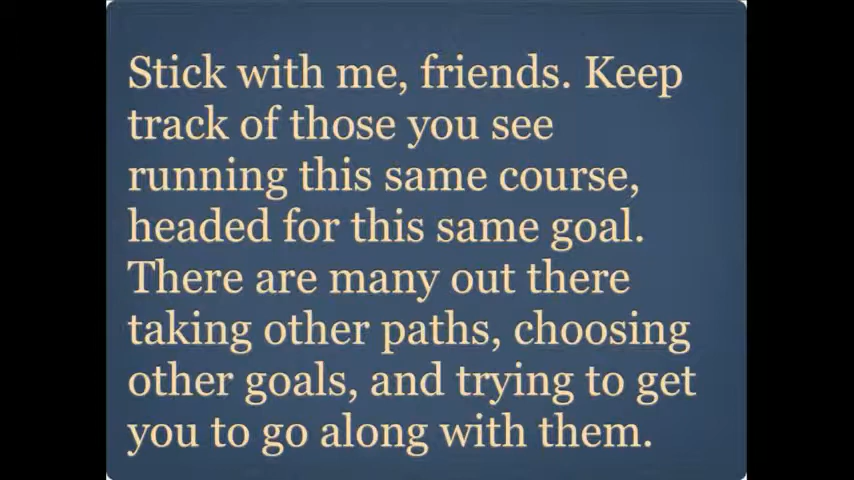 Stick with me, friends. Keep
track of those you see
running this same course,
headed for this same goal.
There are many out there
taking other paths, choosing
other goals, and trying to get
you to go along with them.